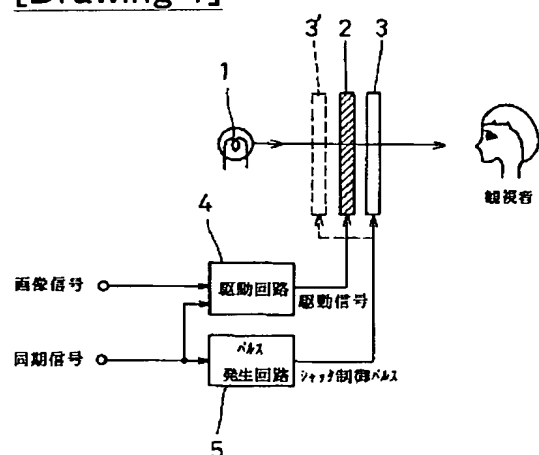 [Drawing 1]
3' 2 3
1
観視者
4
画像信号
駆動回路
駆動信号
同期信号
パルス
発生回路
シャッタ制御パルス
5